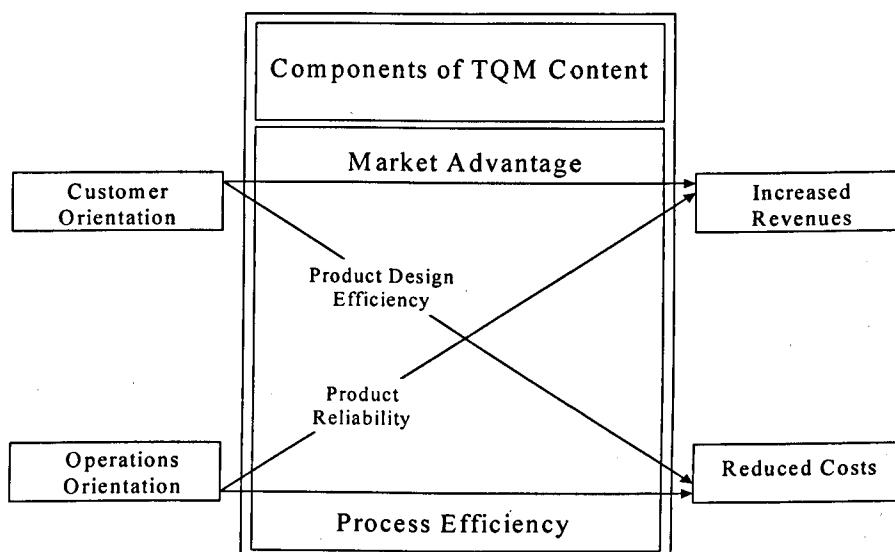 Components of TQM Content
Market Advantage
Customer
Orientation
Increased
Revenues
Product Design
Efficiency
Product
Reliability
Operations
Orientation
Reduced Costs
Process Efficiency